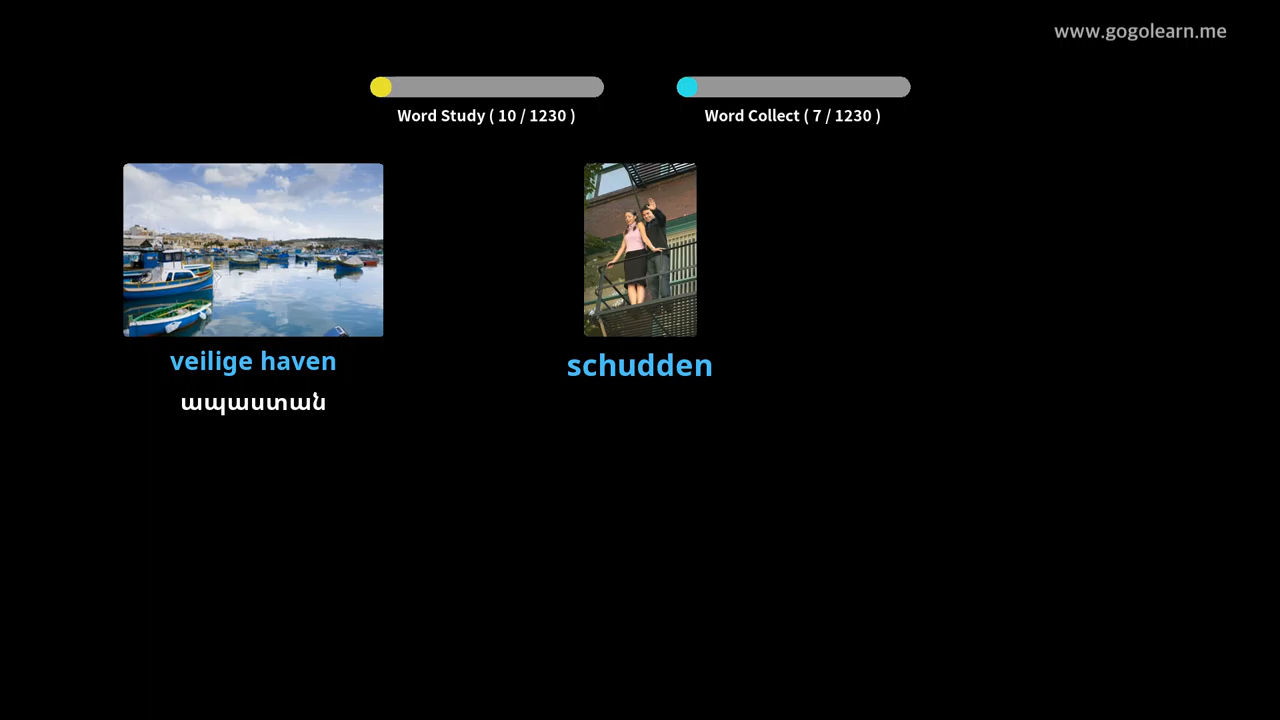 www.gogolearn.me
Word Study ( 10 / 1230 )
Word Collect ( 7 / 1230 )
veilige haven
schudden
ապաստան